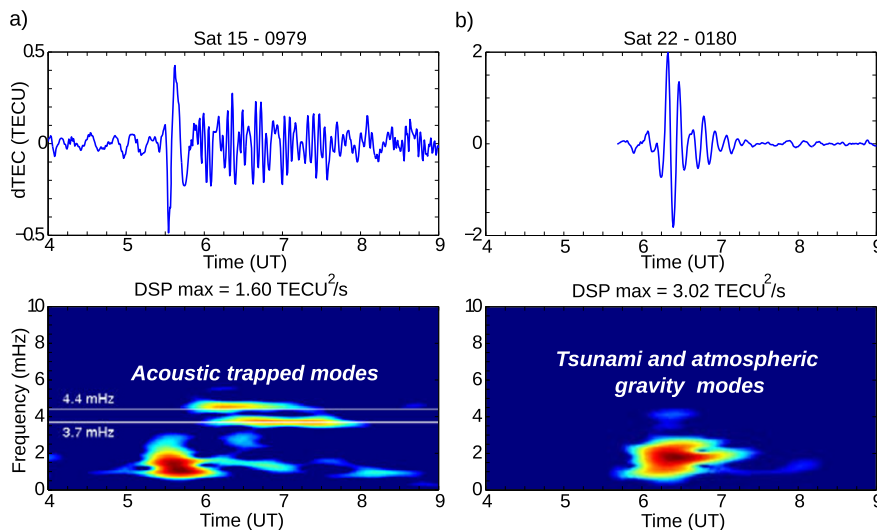 a)
Sat 15 - 0979
dTEC (TECU)
0.5
0
−0.5
4 5 6 7 8 9
Time (UT)
DSP max = 1.60 TECU²/s
Frequency (mHz)
10
8
6
4
2
0
Acoustic trapped modes
4.4 mHz
3.7 mHz
4 5 6 7 8 9
Time (UT)
b)
Sat 22 - 0180
2
0
−2
4 5 6 7 8 9
Time (UT)
DSP max = 3.02 TECU²/s
10
8
6
4
2
0
Tsunami and atmospheric
gravity modes
4 5 6 7 8 9
Time (UT)